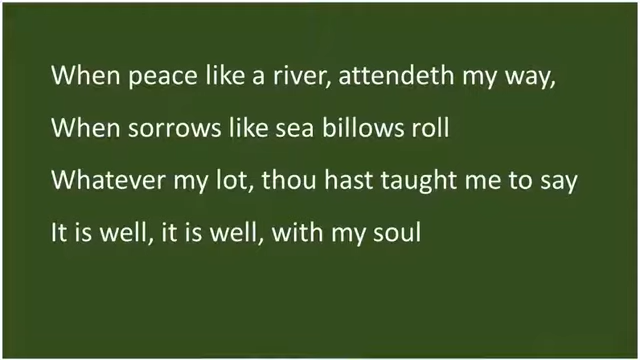 When peace like a river, attendeth my way,
When sorrows like sea billows roll
Whatever my lot, thou hast taught me to say
It is well, it is well, with my soul